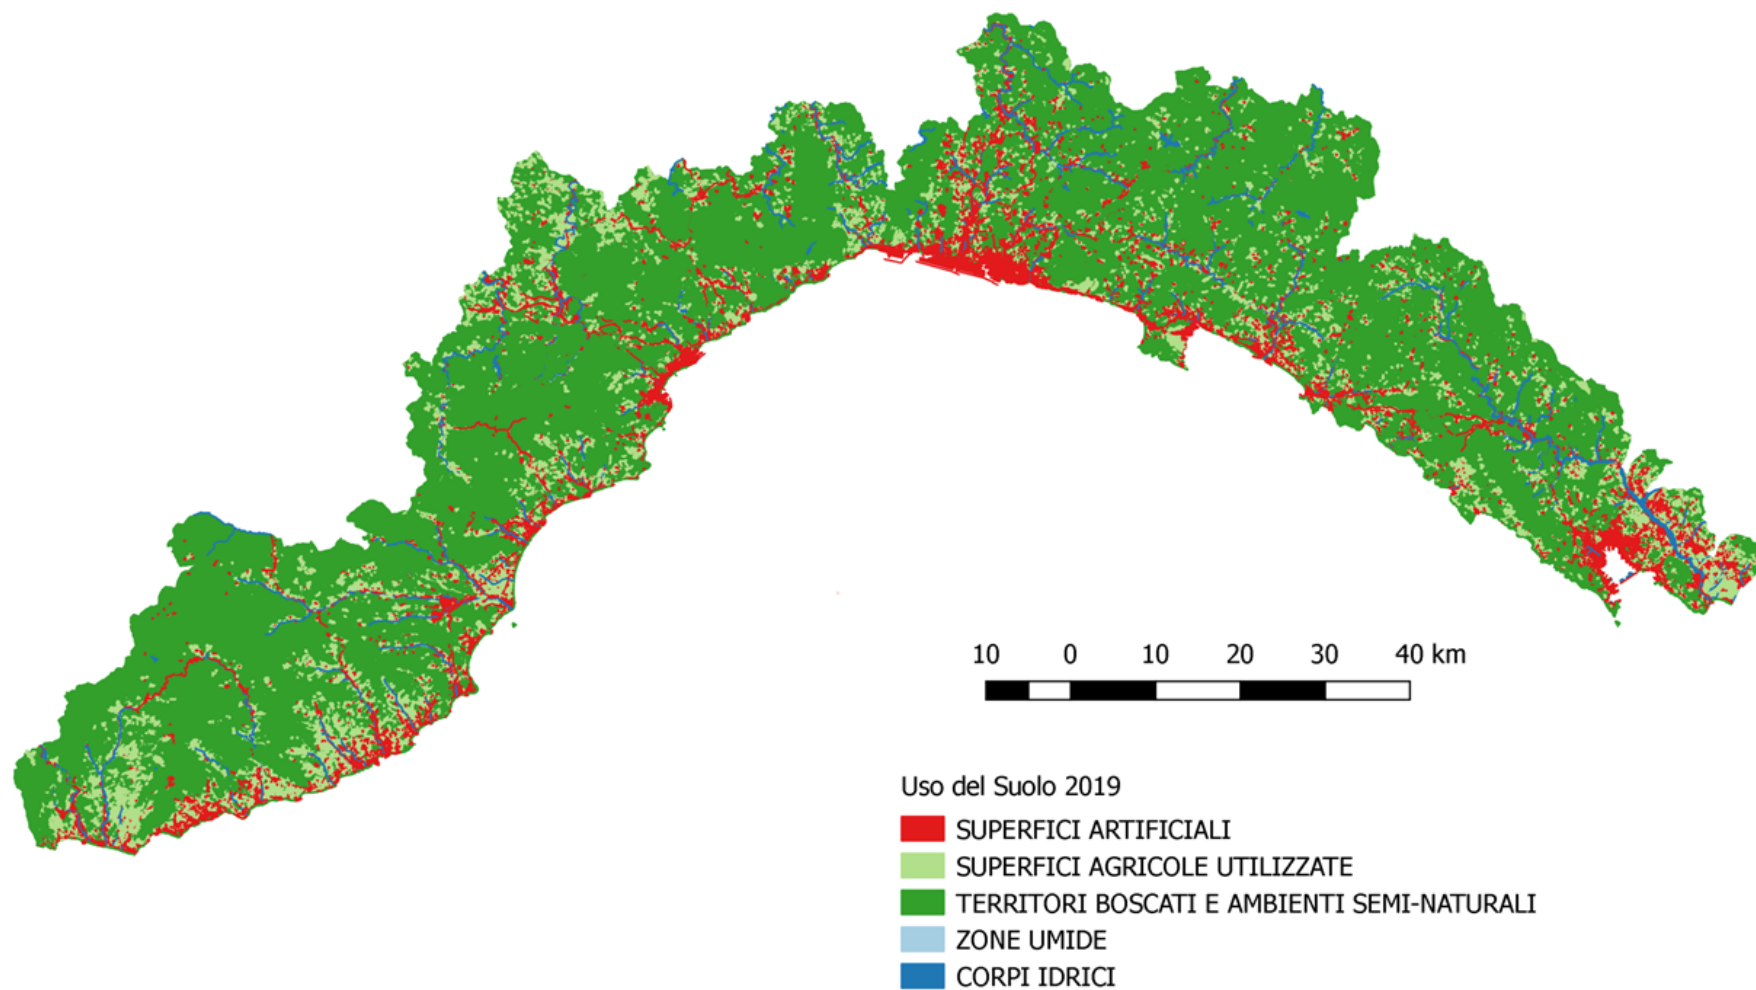 10 0 10 20 30 40 km
Uso del Suolo 2019
SUPERFICI ARTIFICIALI
SUPERFICI AGRICOLE UTILIZZATE
TERRITORI BOSCATI E AMBIENTI SEMI-NATURALI
ZONE UMIDE
CORPI IDRICI